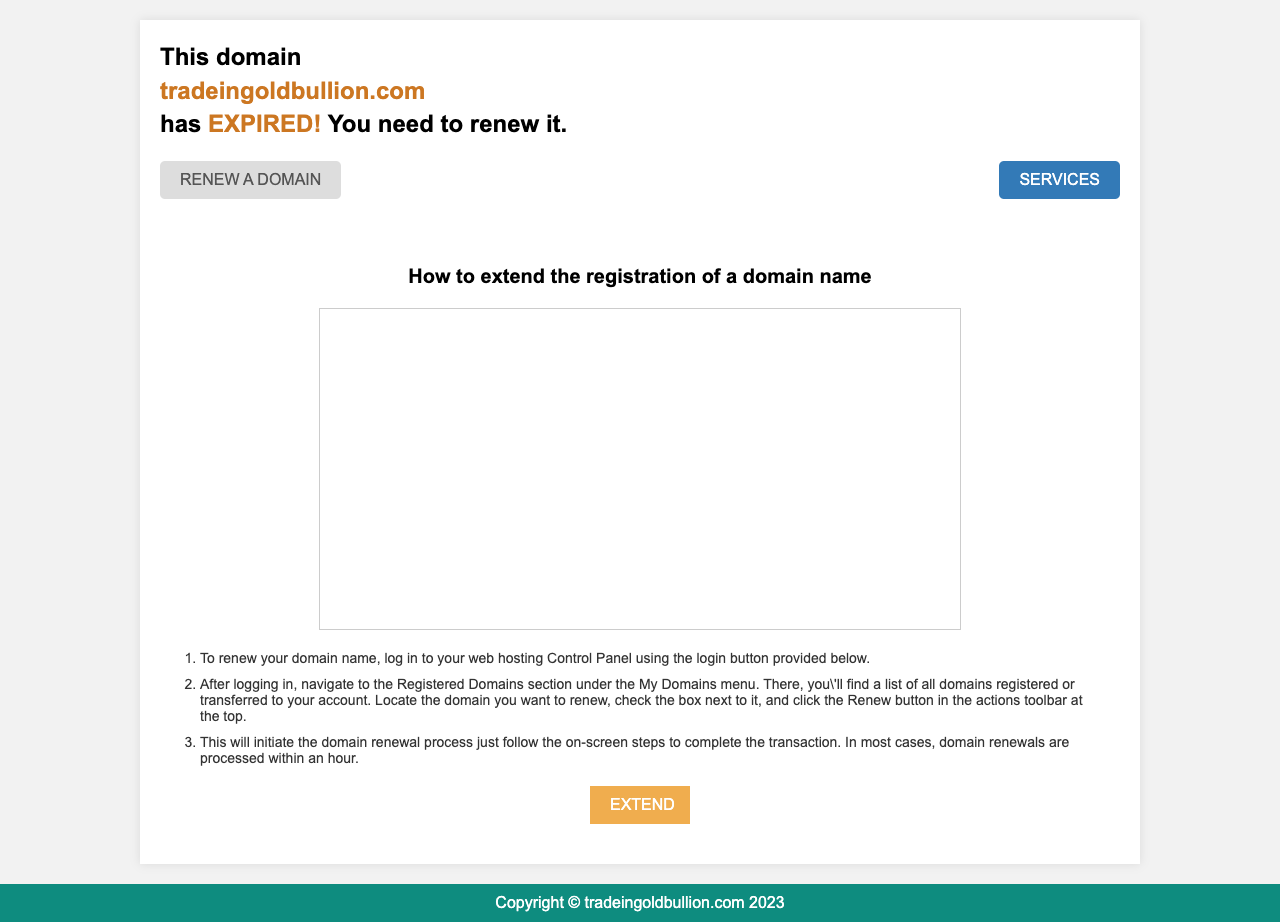 This domain
tradeingoldbullion.com
has EXPIRED! You need to renew it.
RENEW A DOMAIN
SERVICES
How to extend the registration of a domain name
1. To renew your domain name, log in to your web hosting Control Panel using the login button provided below.
2. After logging in, navigate to the Registered Domains section under the My Domains menu. There, you\'ll find a list of all domains registered or
transferred to your account. Locate the domain you want to renew, check the box next to it, and click the Renew button in the actions toolbar at
the top.
3. This will initiate the domain renewal process just follow the on-screen steps to complete the transaction. In most cases, domain renewals are
processed within an hour.
EXTEND
Copyright © tradeingoldbullion.com 2023